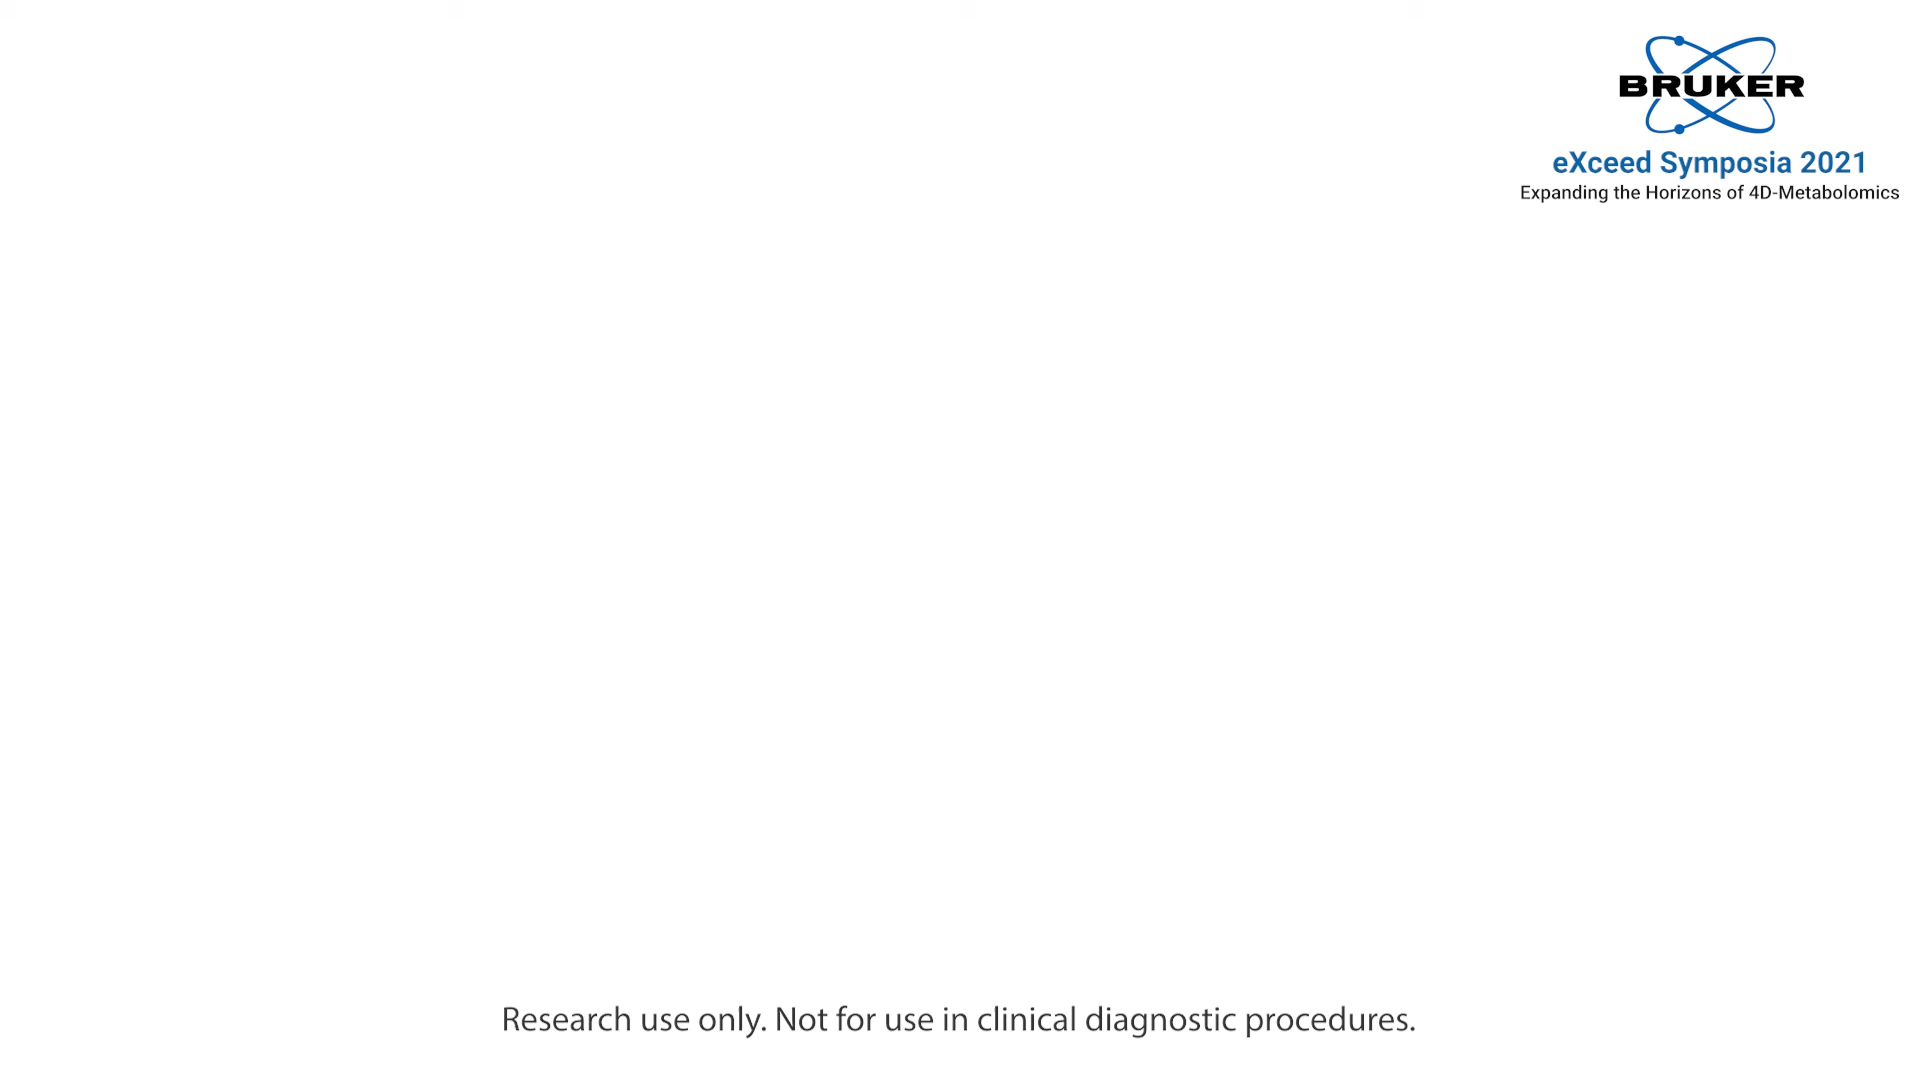 BRUKER
eXceed Symposia 2021
Expanding the Horizons of 4D-Metabolomics
Research use only. Not for use in clinical diagnostic procedures.